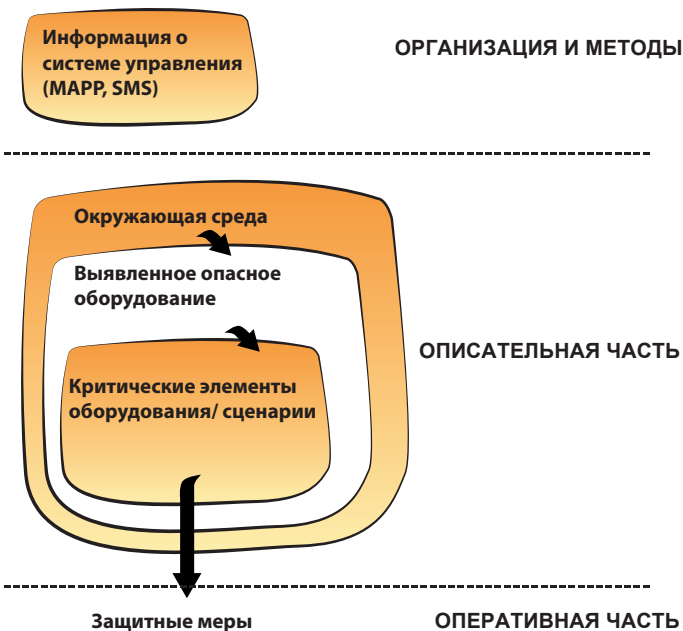 Информация о
системе управления
(MAPP, SMS)
ОРГАНИЗАЦИЯ И МЕТОДЫ
Окружающая среда
Выявленное опасное
оборудование
ОПИСАТЕЛЬНАЯ ЧАСТЬ
Критические элементы
оборудования/ сценарии
Защитные меры
ОПЕРАТИВНАЯ ЧАСТЬ